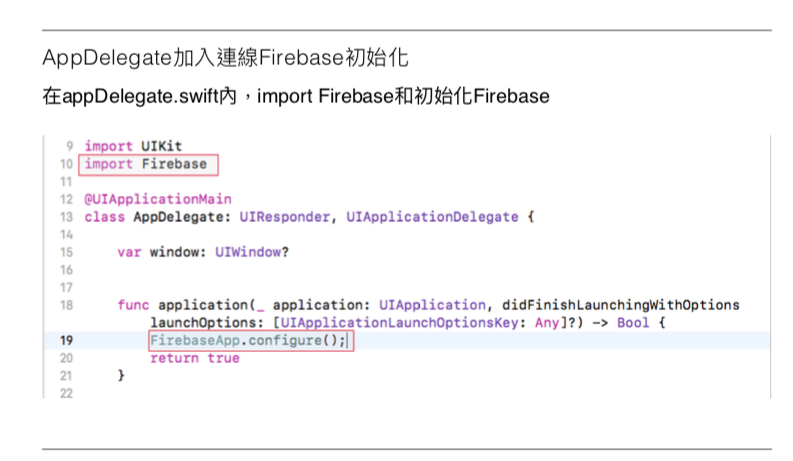 AppDelegate加入連線Firebase初始化
在appDelegate.swift內，import Firebase和初始化Firebase
9 import UIKit
10 import Firebase
11
12 @UIApplicationMain
13 class AppDelegate: UIResponder, UIApplicationDelegate {
14
15 var window: UIWindow?
16
17
18 func application(_ application: UIApplication, didFinishLaunchingWithOptions
launchOptions: [UIApplicationLaunchOptionsKey: Any]?) -> Bool {
19 FirebaseApp.configure();
20 return true
21 }
22